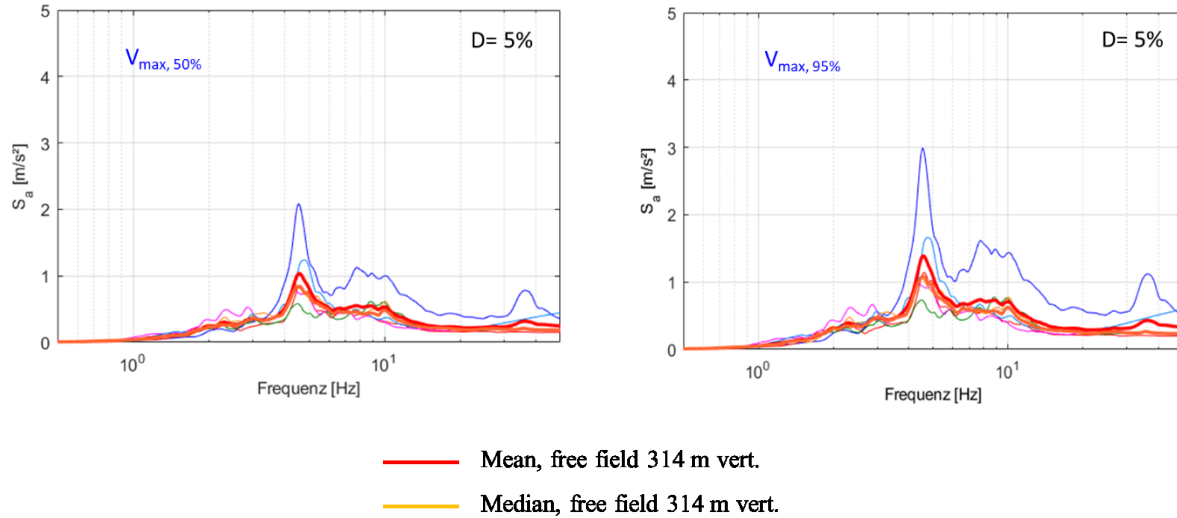 D= 5%
V_max, 50%
S_a [m/s²]
5
4
3
2
1
0
10^0
10^1
Frequenz [Hz]
D= 5%
V_max, 95%
S_a [m/s²]
5
4
3
2
1
0
10^0
10^1
Frequenz [Hz]
Mean, free field 314 m vert.
Median, free field 314 m vert.